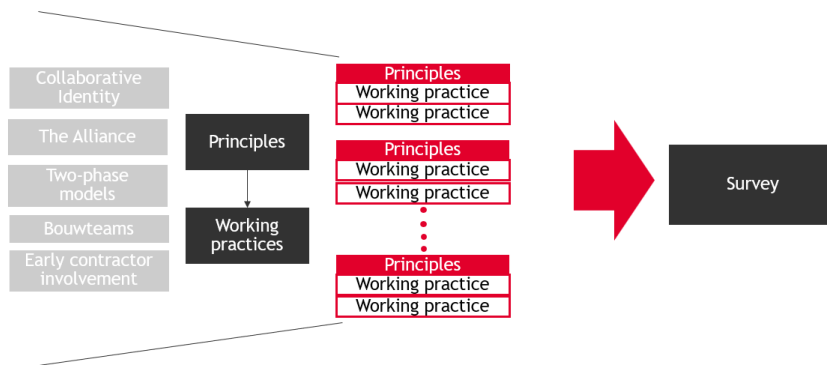 Collaborative
Identity
The Alliance
Two-phase
models
Bouwteams
Early contractor
involvement
Principles
Working
practices
Principles
Working practice
Working practice
Principles
Working practice
Working practice
Principles
Working practice
Working practice
Survey